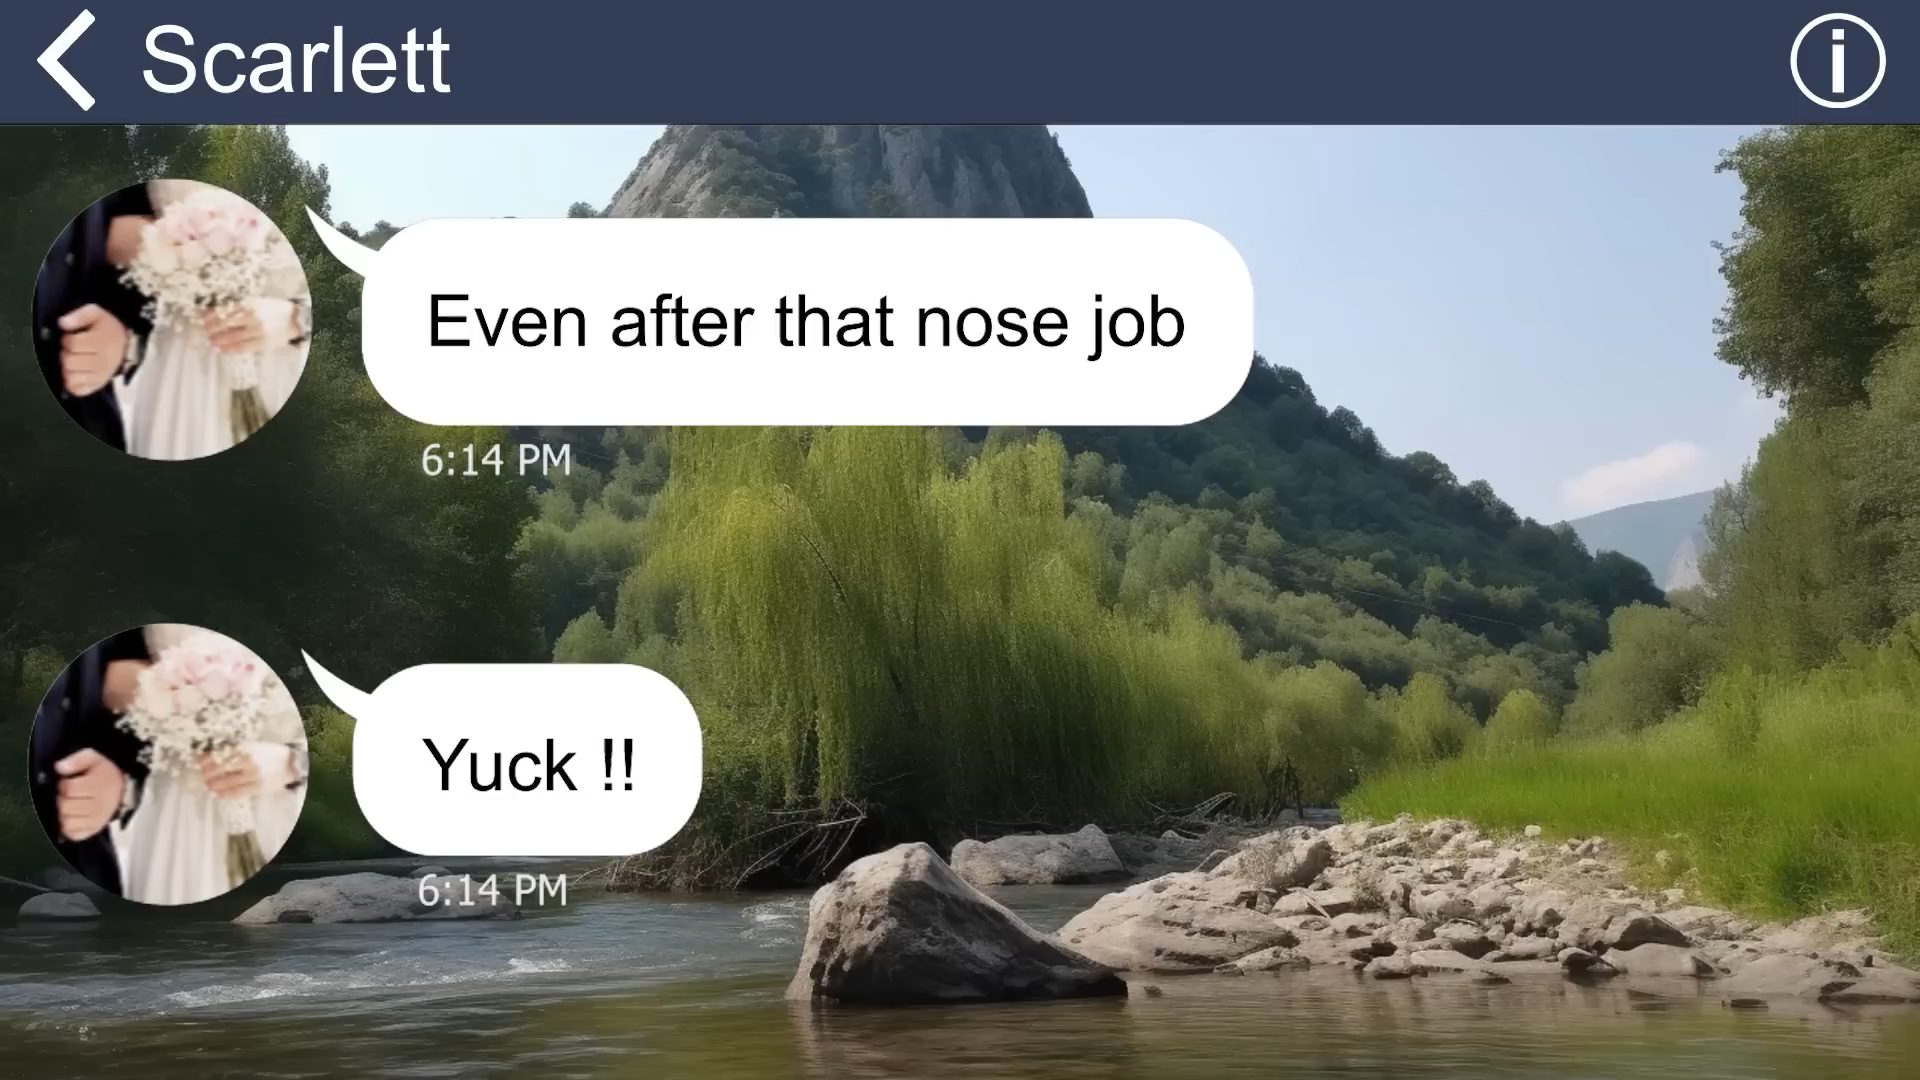 Scarlett
Even after that nose job
6:14 PM
Yuck !!
6:14 PM